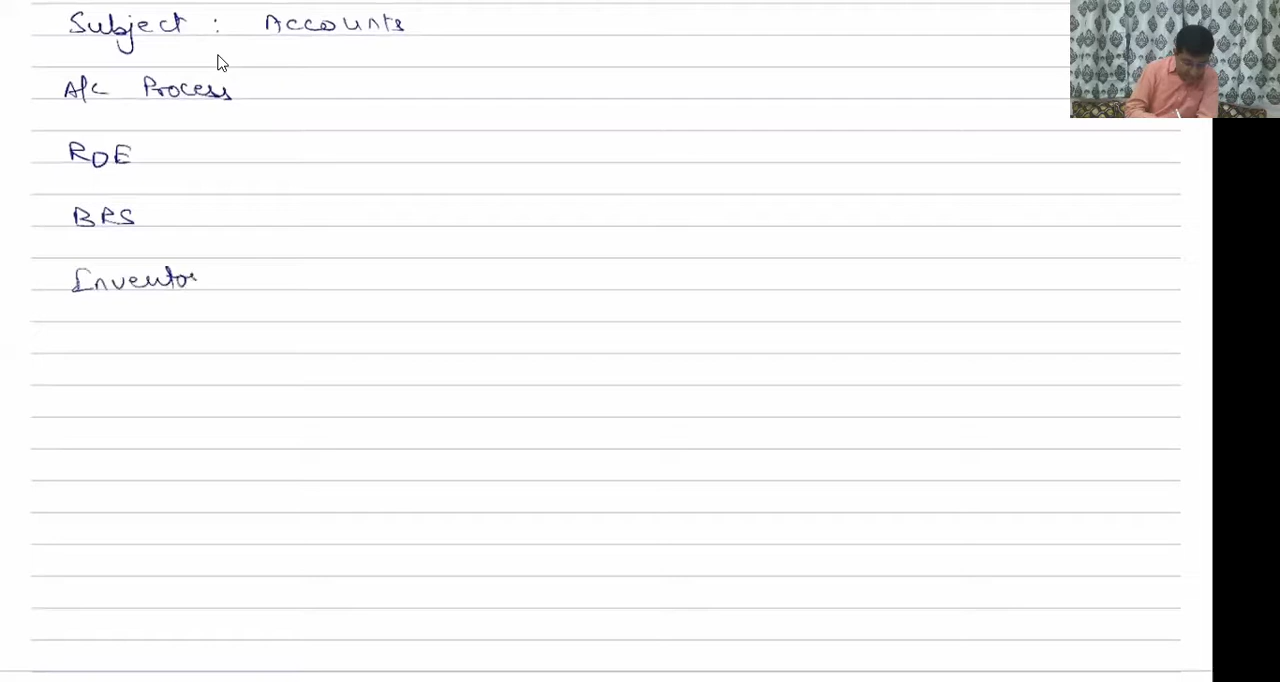 Subject : Accounts
A/c Process
ROE
BRS
Inventor